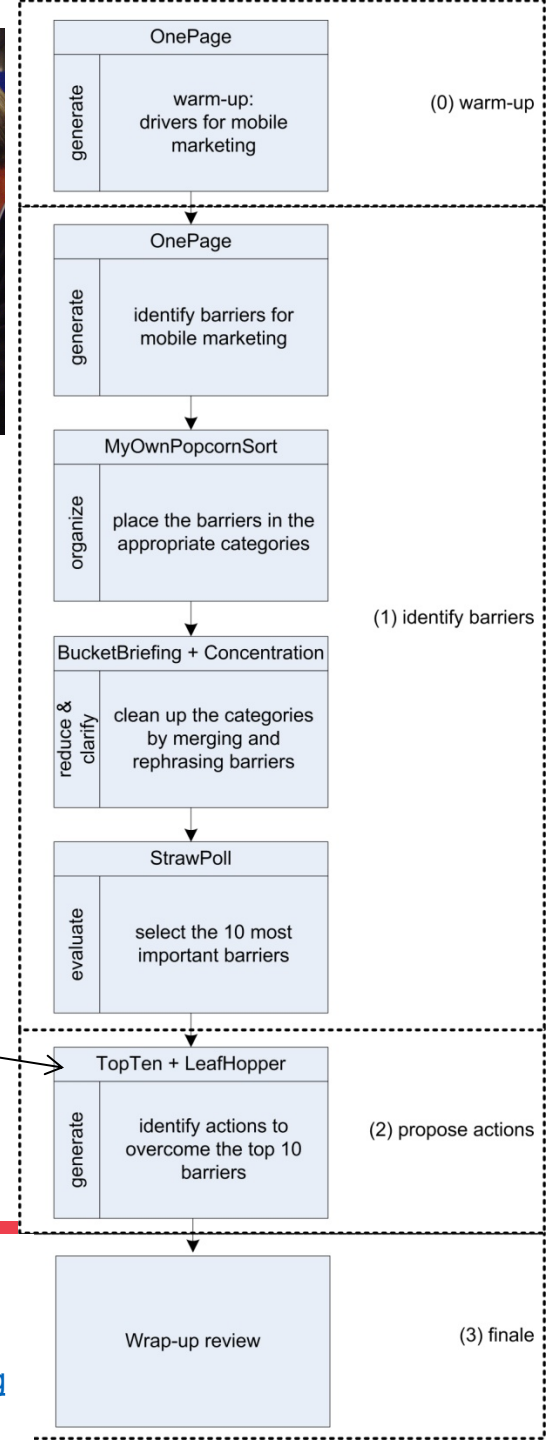 OnePage
generate
warm-up:
drivers for mobile
marketing
(0) warm-up
OnePage
generate
identify barriers for
mobile marketing
MyOwnPopcornSort
organize
place the barriers in the
appropriate categories
(1) identify barriers
BucketBriefing + Concentration
reduce &
clarify
clean up the categories
by merging and
rephrasing barriers
StrawPoll
evaluate
select the 10 most
important barriers
TopTen + LeafHopper
generate
identify actions to
overcome the top 10
barriers
(2) propose actions
Wrap-up review
(3) finale
g